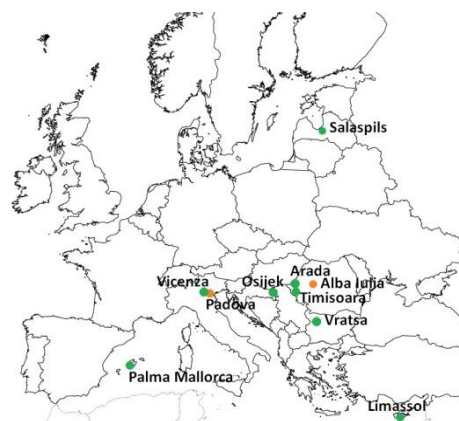 Salaspils
Arada
Vicenza
Osijek
Alba Iulia
Padova
Timisoara
Vratsa
Palma Mallorca
Limassol